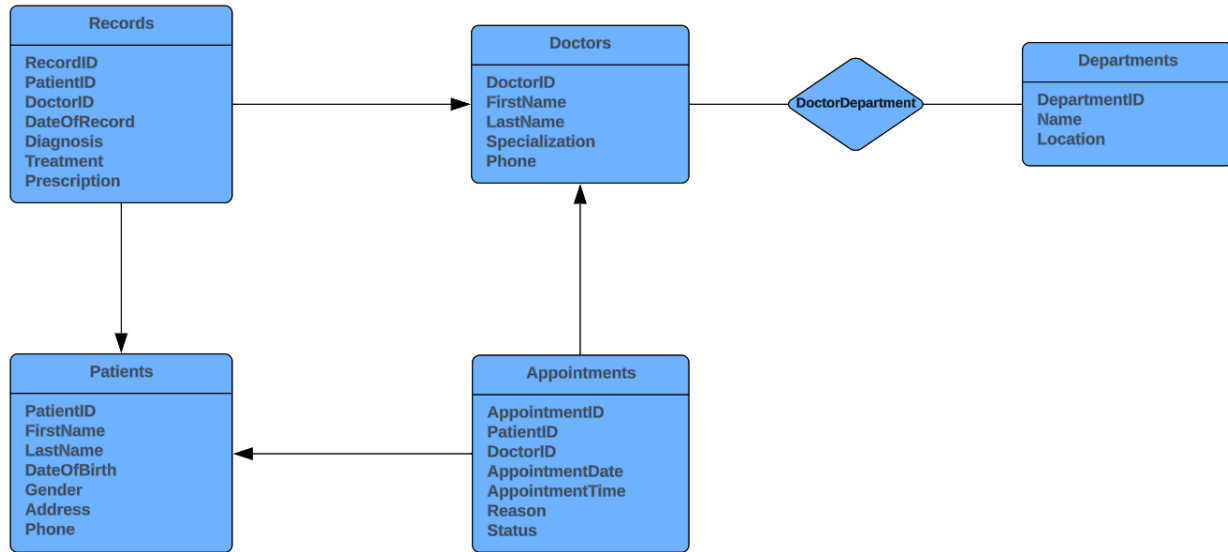 Records
RecordID
PatientID
DoctorID
DateOfRecord
Diagnosis
Treatment
Prescription
Doctors
DoctorID
FirstName
LastName
Specialization
Phone
DoctorDepartment
Departments
DepartmentID
Name
Location
Patients
PatientID
FirstName
LastName
DateOfBirth
Gender
Address
Phone
Appointments
AppointmentID
PatientID
DoctorID
AppointmentDate
AppointmentTime
Reason
Status